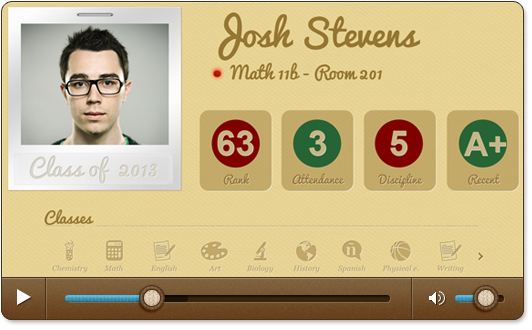 Josh Stevens
Math 11b - Room 201
Class of 2013
63
Rank
3
Attendance
5
Discipline
A+
Recent
Classes
Chemistry
Math
English
Art
Biology
History
n
Spanish
Physical e.
Writing